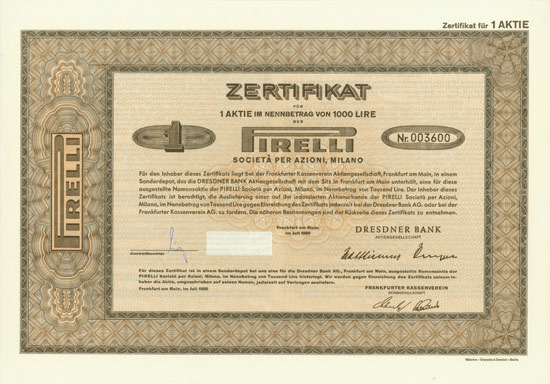 Zertifikat für 1 AKTIE
ZERTIFIKAT
FÜR
1 AKTIE IM NENNBETRAG VON 1000 LIRE
DER
1
PIRELLI
Nr. 003600
SOCIETÀ PER AZIONI, MILANO
PIRELLI
Für den Inhaber dieses Zertifikats liegt bei der Frankfurter Kassenverein Aktiengesellschaft, Frankfurt am Main, in einem
Sonderdepot, das die DRESDNER BANK Aktiengesellschaft mit dem Sitz in Frankfurt am Main unterhält, eine für diese
ausgestellte Namensaktie der PIRELLI Società per Azioni, Milano, im Nennbetrag von Tausend Lire. Der Inhaber dieses
Zertifikats ist berechtigt, die Auslieferung einer auf ihn indossierten Aktienurkunde der PIRELLI Società per Azioni,
Milano, im Nennbetrag von Tausend Lire gegen Einreichung des Zertifikats jederzeit bei der Dresdner Bank AG. oder bei der
Frankfurter Kassenverein AG. zu fordern. Die näheren Bestimmungen sind der Rückseite dieses Zertifikats zu entnehmen.
Frankfurt am Main,
im Juli 1960
DRESDNER BANK
AKTIENGESELLSCHAFT
Kontrollunterschrift
Für dieses Zertifikat ist in einem Sonderdepot bei uns eine für die Dresdner Bank AG., Frankfurt am Main, ausgestellte Namensaktie der
PIRELLI Società per Azioni, Milano, im Nennbetrag von Tausend Lire hinterlegt. Wir werden gegen Einreichung des Zertifikats seinem In-
haber die Aktie, umgeschrieben auf seinen Namen, jederzeit auf Verlangen ausliefern.
Frankfurt am Main, im Juli 1960
FRANKFURTER KASSENVEREIN
AKTIENGESELLSCHAFT